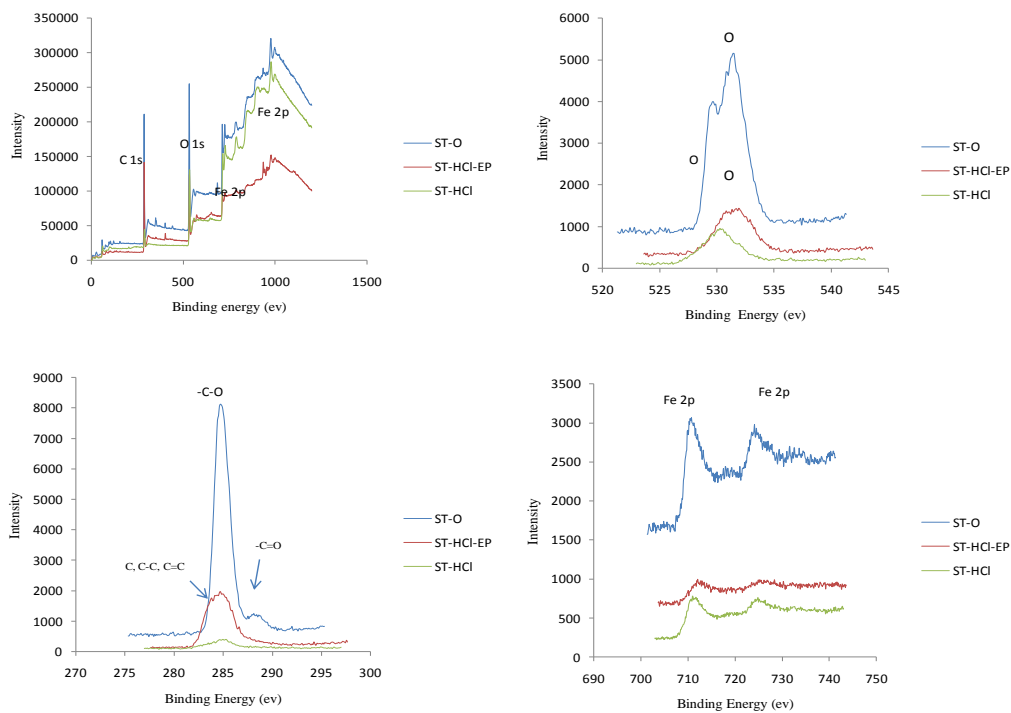 350000
300000
250000
200000
150000
100000
50000
0
Intensity
C 1s
O 1s
Fe 2p
Fe 2p
0 500 1000 1500
Binding energy (ev)
ST-O
ST-HCl-EP
ST-HCl
6000
5000
4000
3000
2000
1000
0
Intensity
O O
O
520 525 530 535 540 545
Binding Energy (ev)
ST-O
ST-HCl-EP
ST-HCl
9000
8000
7000
6000
5000
4000
3000
2000
1000
0
Intensity
-C-O
C, C-C, C=C
-C=O
270 275 280 285 290 295 300
Binding Energy (ev)
ST-O
ST-HCl-EP
ST-HCl
3500
3000
2500
2000
1500
1000
500
0
Intensity
Fe 2p Fe 2p
690 700 710 720 730 740 750
Binding Energy (ev)
ST-O
ST-HCl-EP
ST-HCl